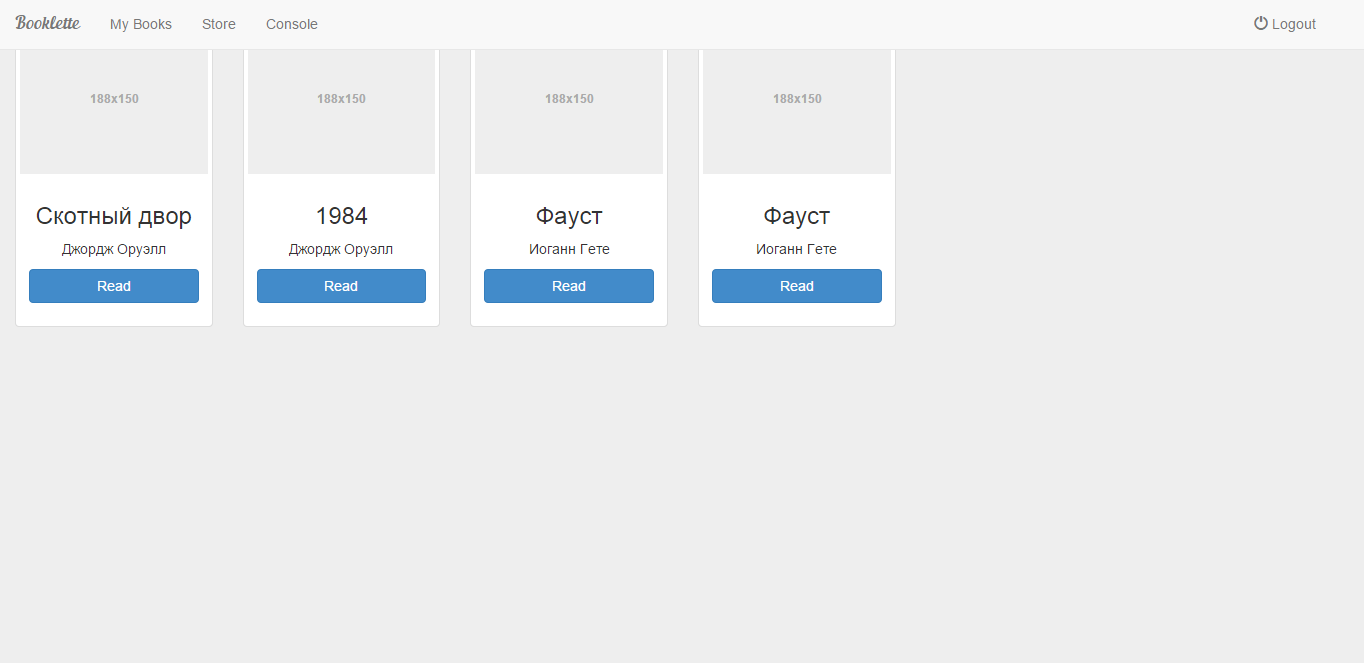 Booklette My Books Store Console Logout
188x150 188x150 188x150 188x150
Скотный двор 1984 Фауст Фауст
Джордж Оруэлл Джордж Оруэлл Иоганн Гете Иоганн Гете
Read Read Read Read